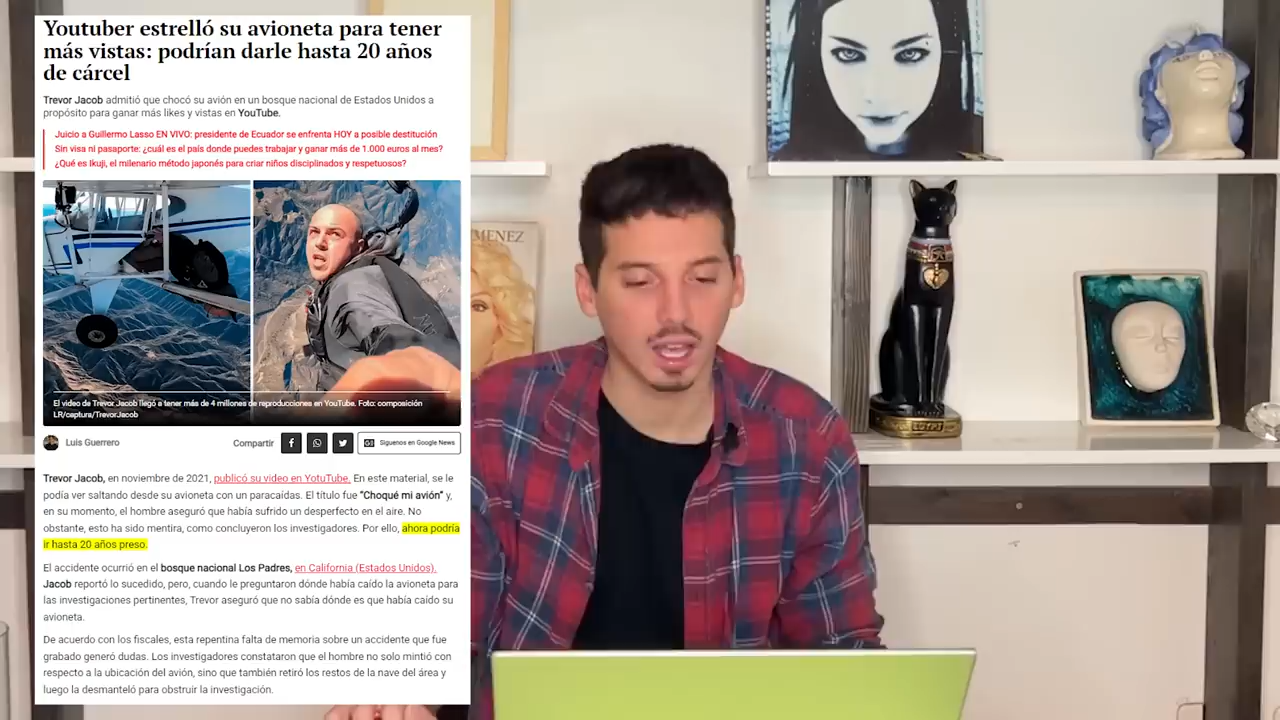 Youtuber estrelló su avioneta para tener
más vistas: podrían darle hasta 20 años
de cárcel
Trevor Jacob admitió que chocó su avión en un bosque nacional de Estados Unidos a
propósito para ganar más likes y vistas en YouTube.
Juicio a Guillermo Lasso EN VIVO: presidente de Ecuador se enfrenta HOY a posible destitución
Sin visa ni pasaporte: ¿cuál es el país donde puedes trabajar y ganar más de 1.000 euros al mes?
¿Qué es Ikuji, el milenario método japonés para criar niños disciplinados y respetuosos?
El video de Trevor Jacob llegó a tener más de 4 millones de reproducciones en YouTube. Foto: composición
LR/captura/TrevorJacob
Luis Guerrero
Compartir
Síguenos en Google News
Trevor Jacob, en noviembre de 2021, publicó su video en YotuTube. En este material, se le
podía ver saltando desde su avioneta con un paracaídas. El título fue “Choqué mi avión” y,
en su momento, el hombre aseguró que había sufrido un desperfecto en el aire. No
obstante, esto ha sido mentira, como concluyeron los investigadores. Por ello, ahora podría
ir hasta 20 años preso.
El accidente ocurrió en el bosque nacional Los Padres, en California (Estados Unidos).
Jacob reportó lo sucedido, pero, cuando le preguntaron dónde había caído la avioneta para
las investigaciones pertinentes, Trevor aseguró que no sabía dónde es que había caído su
avioneta.
De acuerdo con los fiscales, esta repentina falta de memoria sobre un accidente que fue
grabado generó dudas. Los investigadores constataron que el hombre no solo mintió con
respecto a la ubicación del avión, sino que también retiró los restos de la nave del área y
luego la desmanteló para obstruir la investigación.
MENEZ
EGYPT